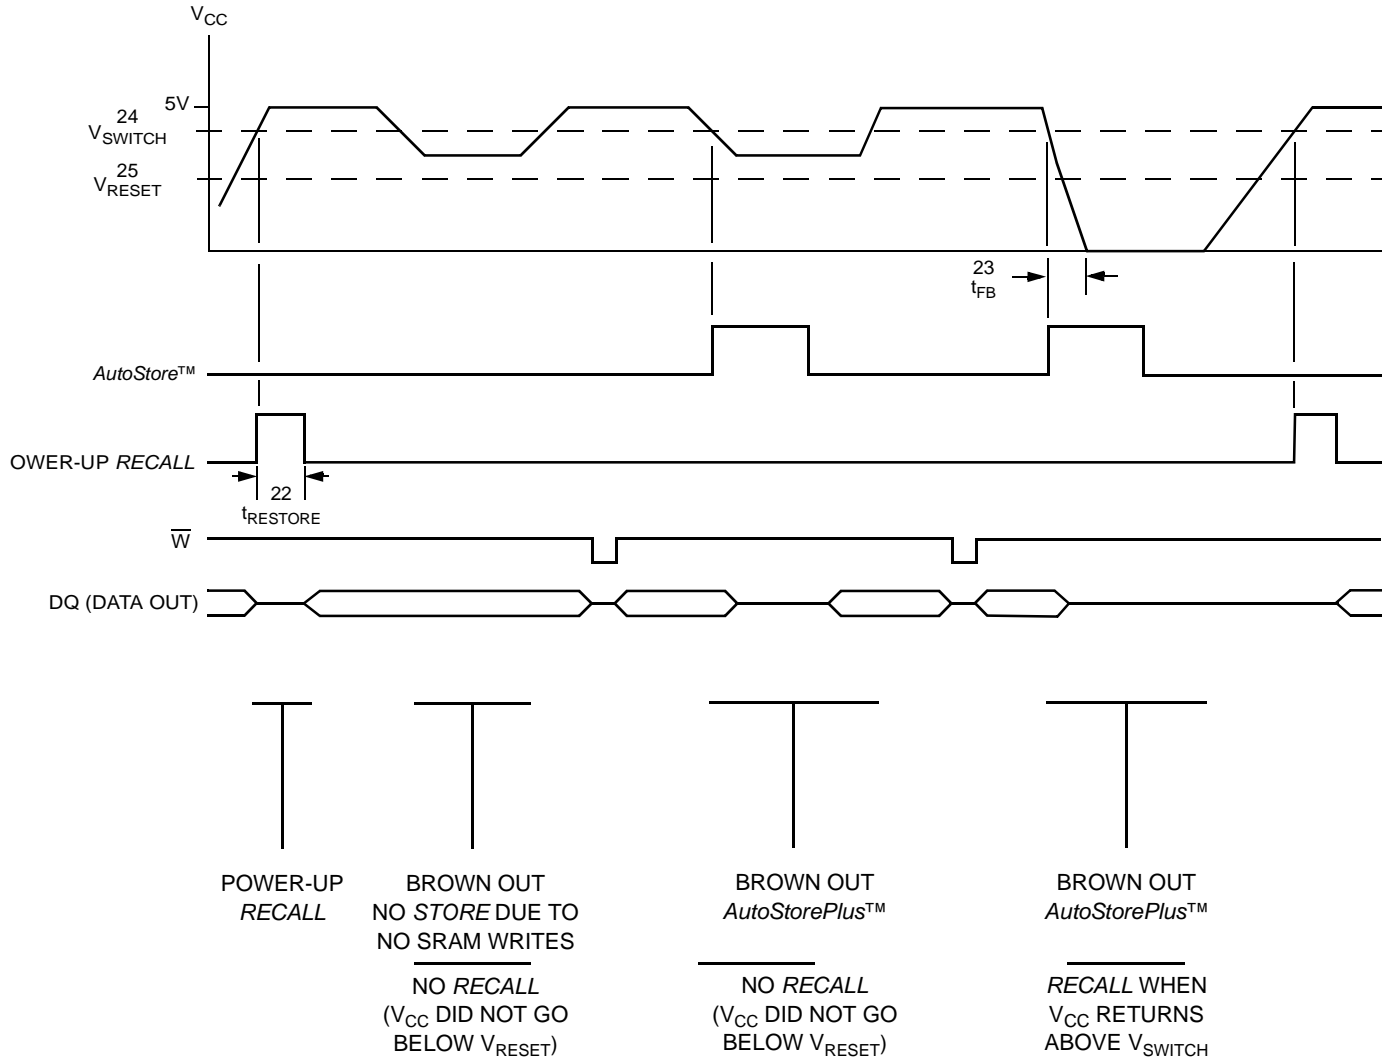 VCC
5V
24
VSWITCH
25
VRESET
23
tFB
AutoStore™
OWER-UP RECALL
22
tRESTORE
W
DQ (DATA OUT)
POWER-UP
RECALL
BROWN OUT
NO STORE DUE TO
NO SRAM WRITES
NO RECALL
(VCC DID NOT GO
BELOW VRESET)
BROWN OUT
AutoStorePlus™
NO RECALL
(VCC DID NOT GO
BELOW VRESET)
BROWN OUT
AutoStorePlus™
RECALL WHEN
VCC RETURNS
ABOVE VSWITCH